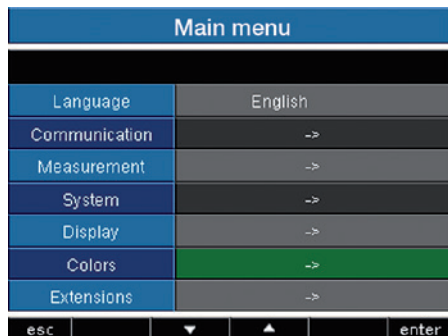 Main menu
Language English
Communication ->
Measurement ->
System ->
Display ->
Colors ->
Extensions ->
esc ▼ ▲ enter